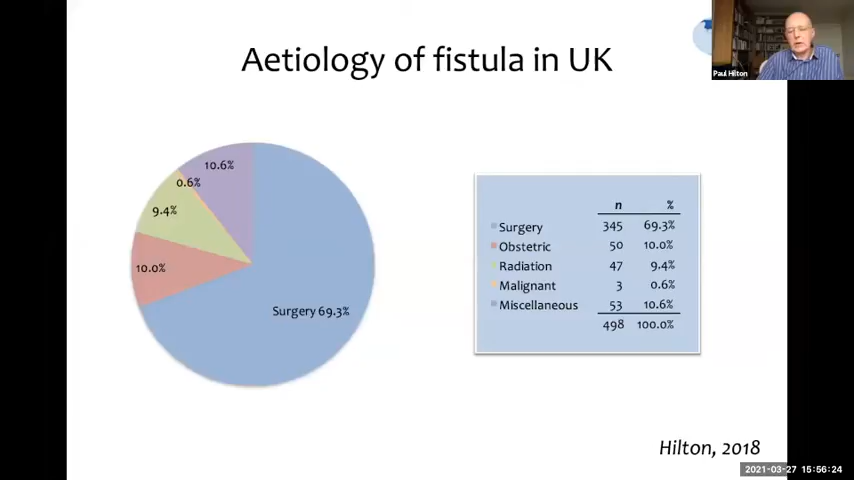 Aetiology of fistula in UK
Paul Hilton
10.6%
0.6%
9.4%
10.0%
Surgery 69.3%
n %
Surgery 345 69.3%
Obstetric 50 10.0%
Radiation 47 9.4%
Malignant 3 0.6%
Miscellaneous 53 10.6%
498 100.0%
Hilton, 2018
2021-03-27 15:56:24